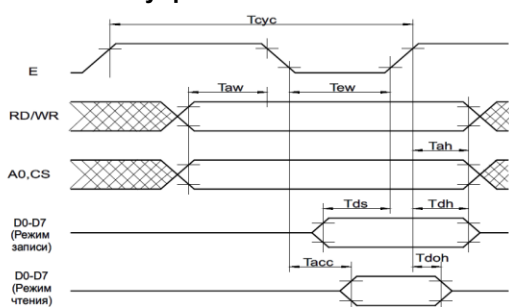 Tcyc
E
Taw
Tew
RD/WR
Tah
A0,CS
Tds
Tdh
D0-D7
(Режим
записи)
Tacc
Tdoh
D0-D7
(Режим
чтения)